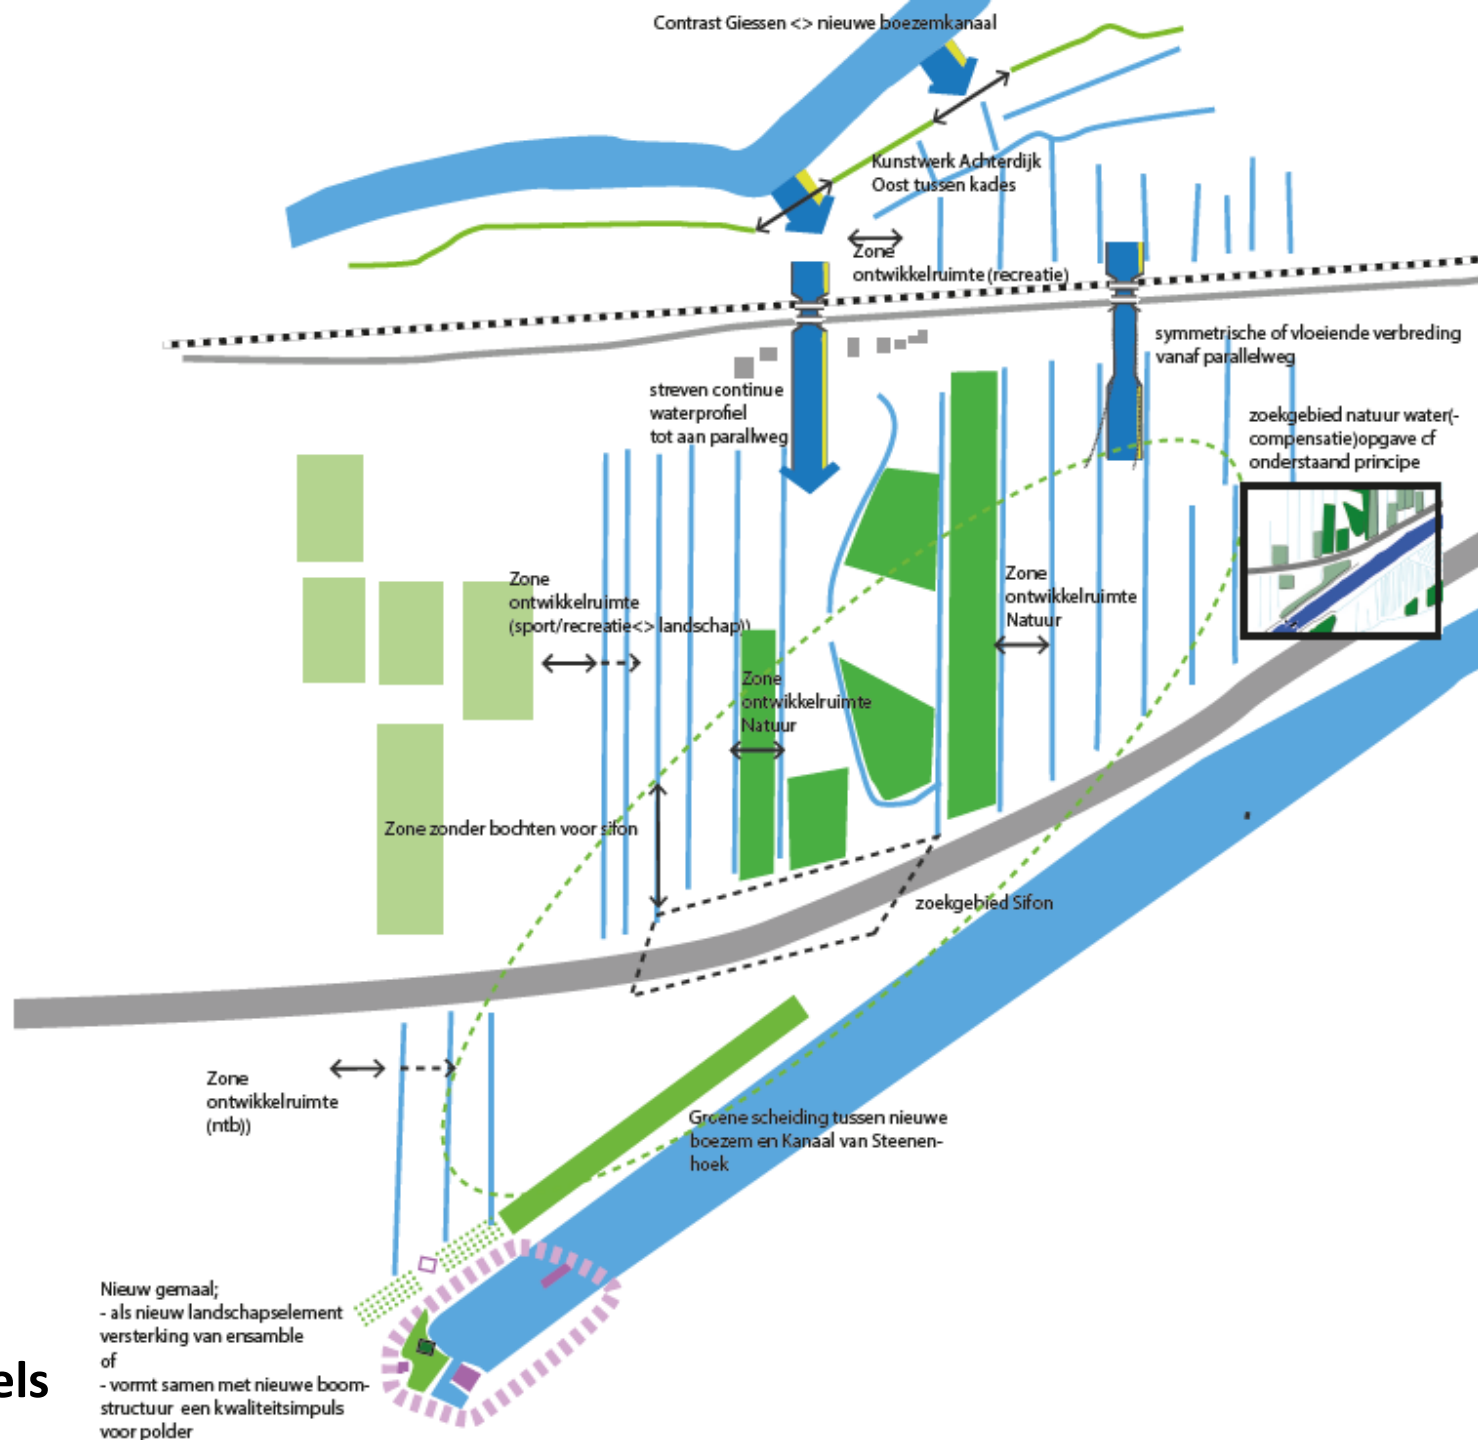 Contrast Giessen <> nieuwe boezemkanaal
Kunstwerk Achterdijk
Oost tussen kades
Zone
ontwikkelruimte (recreatie)
symmetrische of vloeiende verbreding
vanaf parallelweg
streven continue
waterprofiel
tot aan parallweg
zoekgebied natuur water(-
compensatie)opgave cf
onderstaand principe
Zone
ontwikkelruimte
(sport/recreatie<> landschap))
Zone
ontwikkelruimte
Natuur
Zone
ontwikkelruimte
Natuur
Zone zonder bochten voor sifon
zoekgebied Sifon
Zone
ontwikkelruimte
(ntb))
Groene scheiding tussen nieuwe
boezem en Kanaal van Steenen-
hoek
Nieuw gemaal;
- als nieuw landschapselement
versterking van ensamble
of
- vormt samen met nieuwe boom-
structuur een kwaliteitsimpuls
voor polder
els